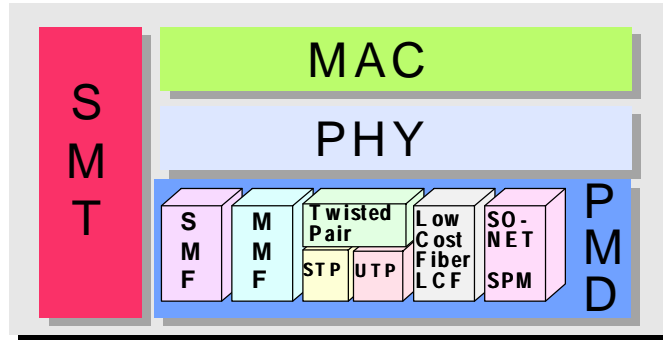 S
M
T
MAC
PHY
S
M
F
M
M
F
Twisted
Pair
STP
UTP
Low
Cost
Fiber
LCF
SO-
NET
SPM
P
M
D